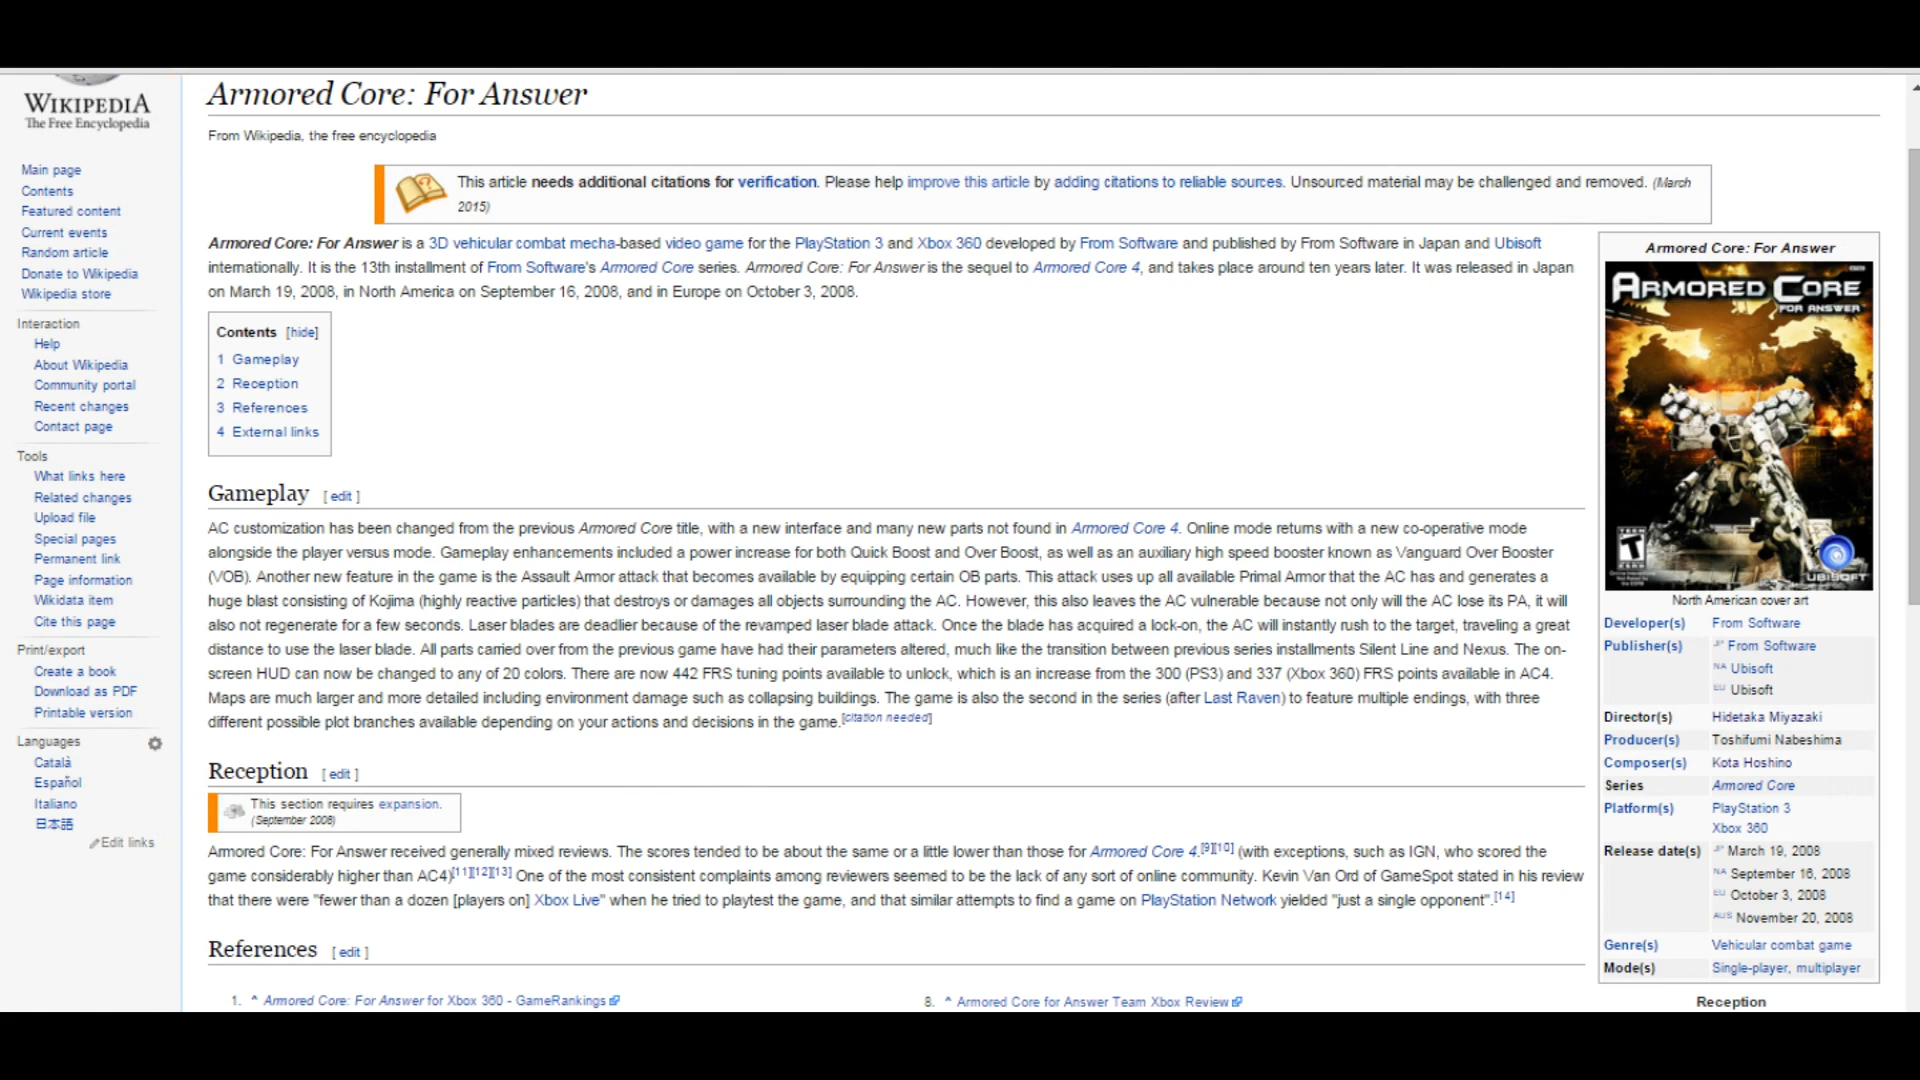 WIKIPEDIA
The Free Encyclopedia
Main page
Contents
Featured content
Current events
Random article
Donate to Wikipedia
Wikipedia store
Interaction
Help
About Wikipedia
Community portal
Recent changes
Contact page
Tools
What links here
Related changes
Upload file
Special pages
Permanent link
Page information
Wikidata item
Cite this page
Print/export
Create a book
Download as PDF
Printable version
Languages
Català
Español
Italiano
日本語
Edit links
Armored Core: For Answer
From Wikipedia, the free encyclopedia
This article needs additional citations for verification. Please help improve this article by adding citations to reliable sources. Unsourced material may be challenged and removed. (March
2015)
Armored Core: For Answer is a 3D vehicular combat mecha-based video game for the PlayStation 3 and Xbox 360 developed by From Software and published by From Software in Japan and Ubisoft
internationally. It is the 13th installment of From Software's Armored Core series. Armored Core: For Answer is the sequel to Armored Core 4, and takes place around ten years later. It was released in Japan
on March 19, 2008, in North America on September 16, 2008, and in Europe on October 3, 2008.
Contents [hide]
1 Gameplay
2 Reception
3 References
4 External links
Gameplay [ edit ]
AC customization has been changed from the previous Armored Core title, with a new interface and many new parts not found in Armored Core 4. Online mode returns with a new co-operative mode
alongside the player versus mode. Gameplay enhancements included a power increase for both Quick Boost and Over Boost, as well as an auxiliary high speed booster known as Vanguard Over Booster
(VOB). Another new feature in the game is the Assault Armor attack that becomes available by equipping certain OB parts. This attack uses up all available Primal Armor that the AC has and generates a
huge blast consisting of Kojima (highly reactive particles) that destroys or damages all objects surrounding the AC. However, this also leaves the AC vulnerable because not only will the AC lose its PA, it will
also not regenerate for a few seconds. Laser blades are deadlier because of the revamped laser blade attack. Once the blade has acquired a lock-on, the AC will instantly rush to the target, traveling a great
distance to use the laser blade. All parts carried over from the previous game have had their parameters altered, much like the transition between previous series installments Silent Line and Nexus. The on-
screen HUD can now be changed to any of 20 colors. There are now 442 FRS tuning points available to unlock, which is an increase from the 300 (PS3) and 337 (Xbox 360) FRS points available in AC4.
Maps are much larger and more detailed including environment damage such as collapsing buildings. The game is also the second in the series (after Last Raven) to feature multiple endings, with three
different possible plot branches available depending on your actions and decisions in the game.[citation needed]
Reception [ edit ]
This section requires expansion.
(September 2008)
Armored Core: For Answer received generally mixed reviews. The scores tended to be about the same or a little lower than those for Armored Core 4.[9][10] (with exceptions, such as IGN, who scored the
game considerably higher than AC4)[11][12][13] One of the most consistent complaints among reviewers seemed to be the lack of any sort of online community. Kevin Van Ord of GameSpot stated in his review
that there were "fewer than a dozen [players on] Xbox Live" when he tried to playtest the game, and that similar attempts to find a game on PlayStation Network yielded "just a single opponent".[14]
References [ edit ]
1. ^ Armored Core: For Answer for Xbox 360 - GameRankings
8. ^ Armored Core for Answer Team Xbox Review
Armored Core: For Answer
ARMORED CORE
FOR ANSWER
TEEN
T
UBISOFT
North American cover art
Developer(s) From Software
Publisher(s) JP From Software
NA Ubisoft
EU Ubisoft
Director(s) Hidetaka Miyazaki
Producer(s) Toshifumi Nabeshima
Composer(s) Kota Hoshino
Series Armored Core
Platform(s) PlayStation 3
Xbox 360
Release date(s) JP March 19, 2008
NA September 16, 2008
EU October 3, 2008
AUS November 20, 2008
Genre(s) Vehicular combat game
Mode(s) Single-player, multiplayer
Reception